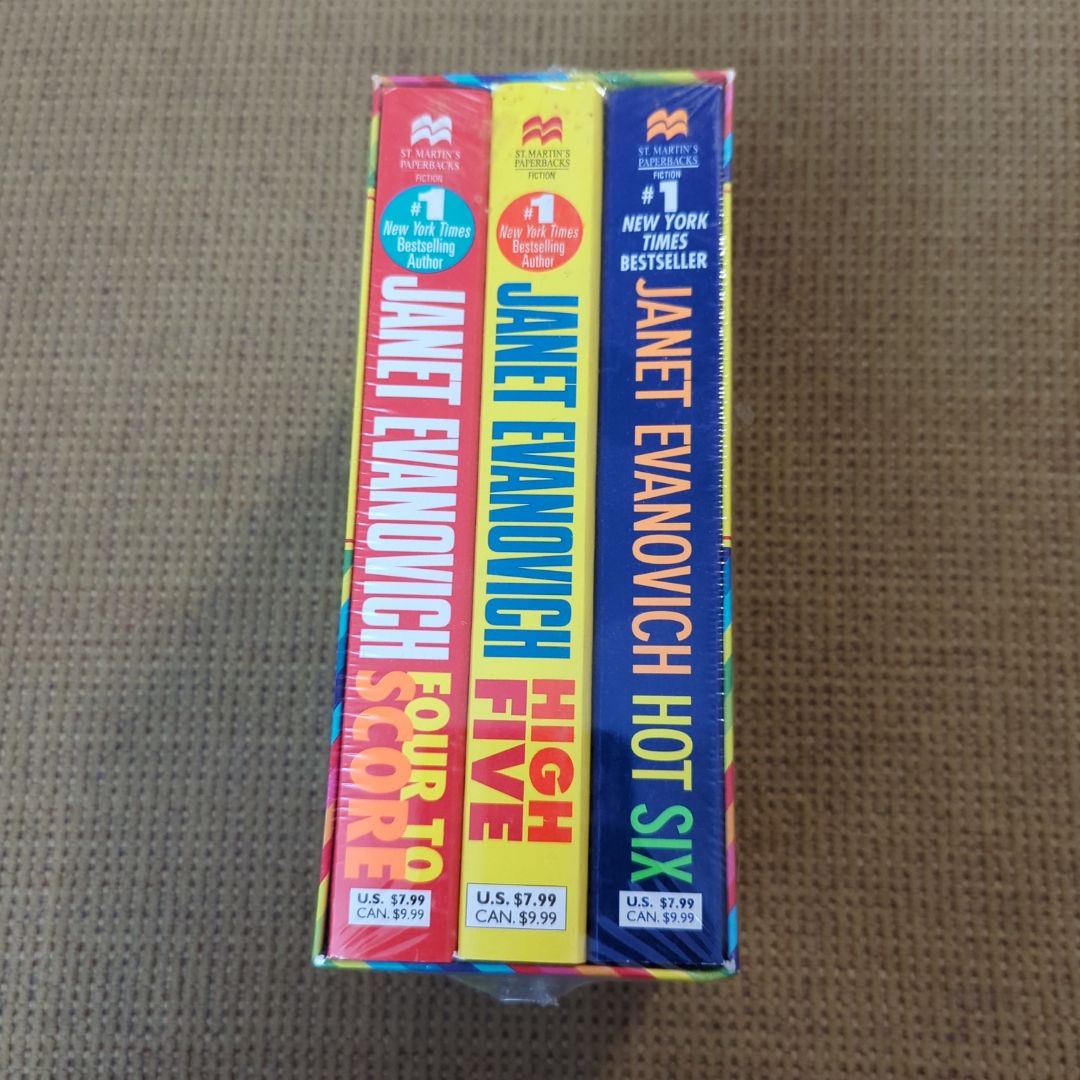 ST. MARTIN'S
PAPERBACKS
FICTION
#1
New York Times
Bestselling
Author
JANET EVANOVICH
FOUR TO
SCORE
U.S. $7.99
CAN. $9.99
ST. MARTIN'S
PAPERBACKS
FICTION
#1
New York Times
Bestselling
Author
JANET EVANOVICH
HIGH
FIVE
U.S. $7.99
CAN. $9.99
ST. MARTIN'S
PAPERBACKS
FICTION
#1
NEW YORK
TIMES
BESTSELLER
JANET EVANOVICH HOT SIX
U.S. $7.99
CAN. $9.99